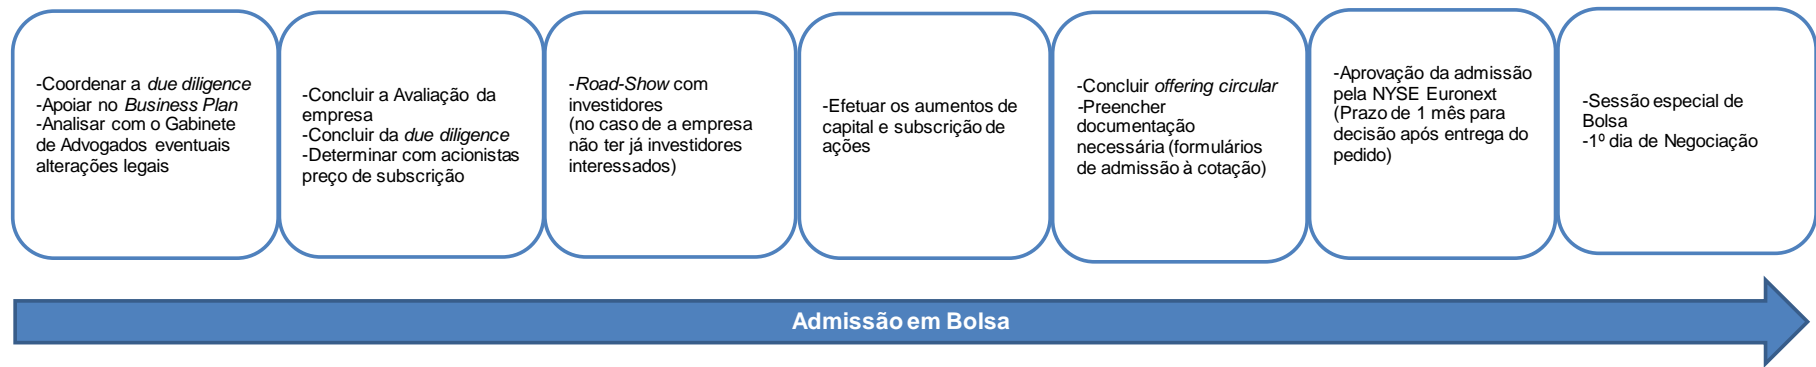 -Coordenar a due diligence
-Apoiar no Business Plan
-Analisar com o Gabinete
de Advogados eventuais
alterações legais
-Concluir a Avaliação da
empresa
-Concluir da due diligence
-Determinar com acionistas
preço de subscrição
-Road-Show com
investidores
(no caso de a empresa
não ter já investidores
interessados)
-Efetuar os aumentos de
capital e subscrição de
ações
-Concluir offering circular
-Preencher
documentação
necessária (formulários
de admissão à cotação)
-Aprovação da admissão
pela NYSE Euronext
(Prazo de 1 mês para
decisão após entrega do
pedido)
-Sessão especial de
Bolsa
-1º dia de Negociação
Admissão em Bolsa